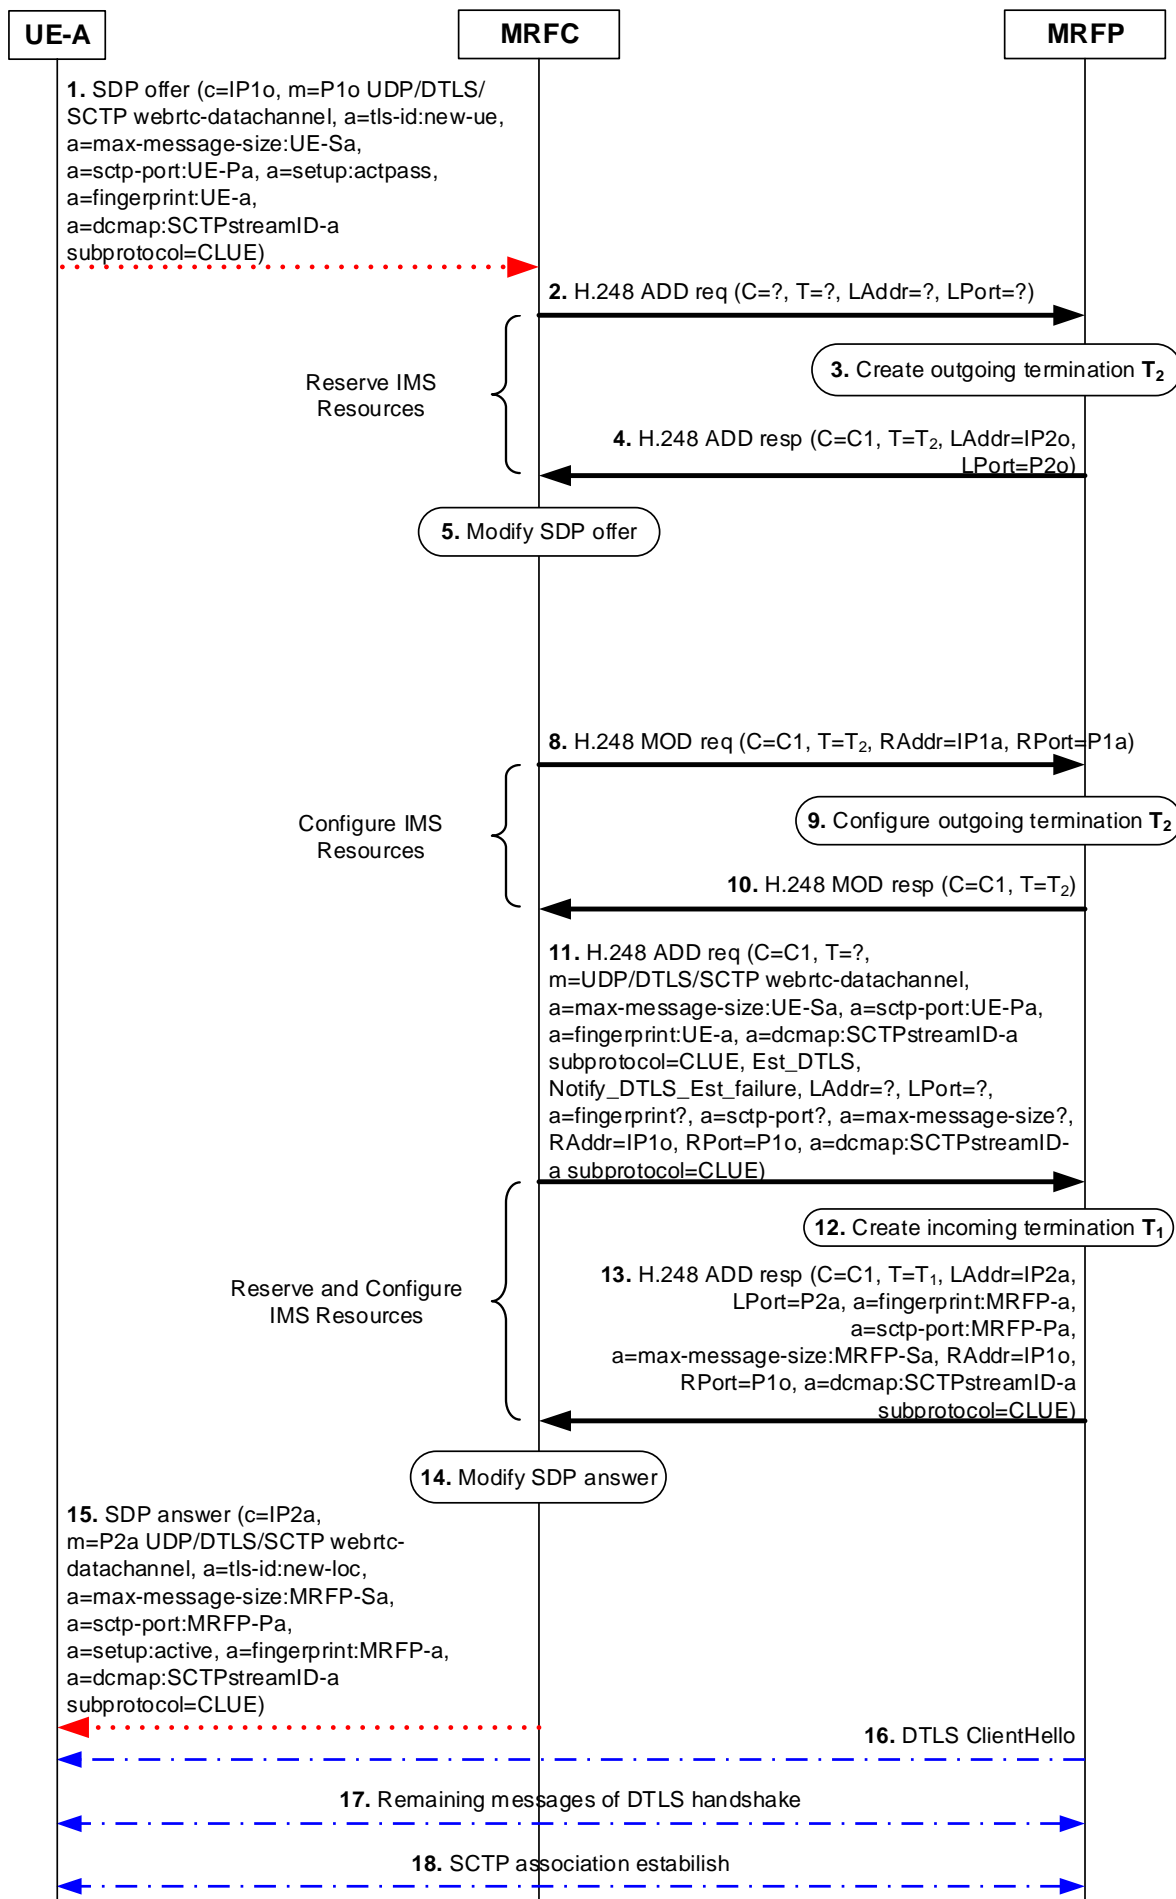 UE-A
MRFC
MRFP
1. SDP offer (c=IP1o, m=P1o UDP/DTLS/
SCTP webrtc-datachannel, a=tls-id:new-ue,
a=max-message-size:UE-Sa,
a=sctp-port:UE-Pa, a=setup:actpass,
a=fingerprint:UE-a,
a=dcmap:SCTPstreamID-a
subprotocol=CLUE)
2. H.248 ADD req (C=?, T=?, LAddr=?, LPort=?)
3. Create outgoing termination T2
Reserve IMS
Resources
4. H.248 ADD resp (C=C1, T=T2, LAddr=IP2o,
LPort=P2o)
5. Modify SDP offer
8. H.248 MOD req (C=C1, T=T2, RAddr=IP1a, RPort=P1a)
9. Configure outgoing termination T2
Configure IMS
Resources
10. H.248 MOD resp (C=C1, T=T2)
11. H.248 ADD req (C=C1, T=?,
m=UDP/DTLS/SCTP webrtc-datachannel,
a=max-message-size:UE-Sa, a=sctp-port:UE-Pa,
a=fingerprint:UE-a, a=dcmap:SCTPstreamID-a
subprotocol=CLUE, Est_DTLS,
Notify_DTLS_Est_failure, LAddr=?, LPort=?,
a=fingerprint?, a=sctp-port?, a=max-message-size?,
RAddr=IP1o, RPort=P1o, a=dcmap:SCTPstreamID-
a subprotocol=CLUE)
12. Create incoming termination T1
Reserve and Configure
IMS Resources
13. H.248 ADD resp (C=C1, T=T1, LAddr=IP2a,
LPort=P2a, a=fingerprint:MRFP-a,
a=sctp-port:MRFP-Pa,
a=max-message-size:MRFP-Sa, RAddr=IP1o,
RPort=P1o, a=dcmap:SCTPstreamID-a
subprotocol=CLUE)
14. Modify SDP answer
15. SDP answer (c=IP2a,
m=P2a UDP/DTLS/SCTP webrtc-
datachannel, a=tls-id:new-loc,
a=max-message-size:MRFP-Sa,
a=sctp-port:MRFP-Pa,
a=setup:active, a=fingerprint:MRFP-a,
a=dcmap:SCTPstreamID-a
subprotocol=CLUE)
16. DTLS ClientHello
17. Remaining messages of DTLS handshake
18. SCTP association estabilish